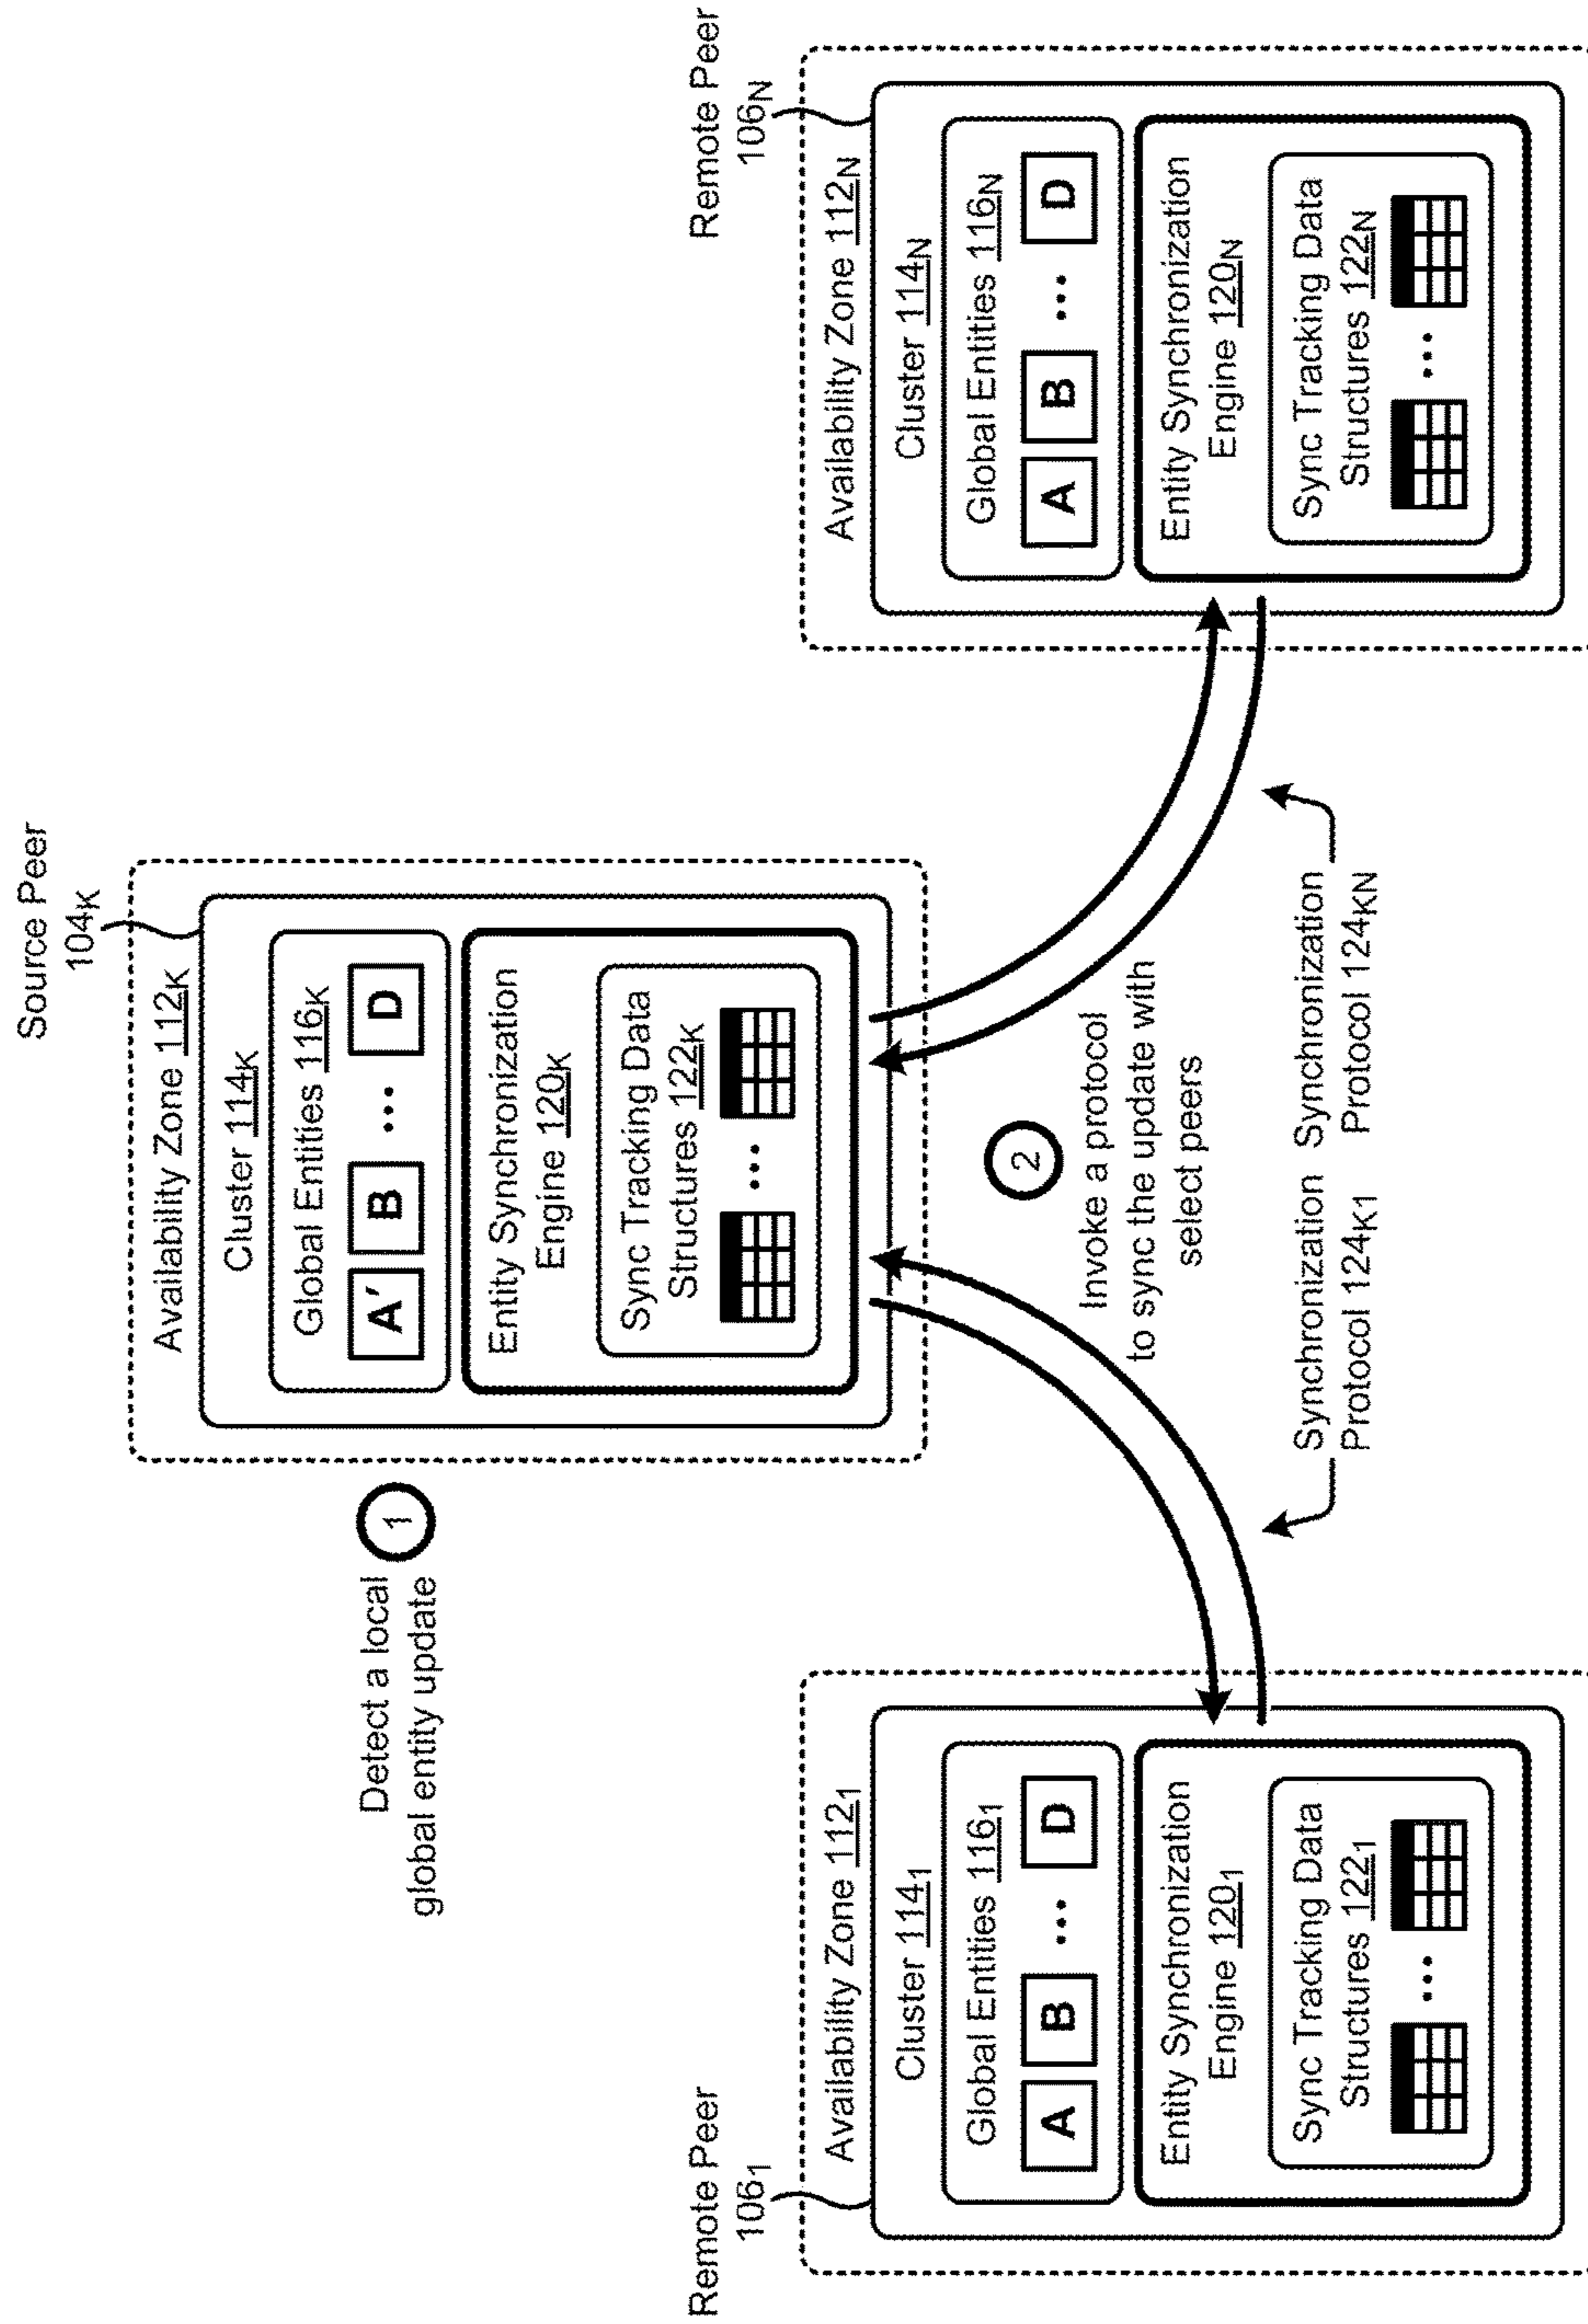 Source Peer
104K
Availability Zone 112K
Cluster 114K
Global Entities 116K
A′ B ... D
Entity Synchronization
Engine 120K
Sync Tracking Data
Structures 122K
...
Detect a local
global entity update
1
2
Invoke a protocol
to sync the update with
select peers
Remote Peer
106₁
Availability Zone 112₁
Cluster 114₁
Global Entities 116₁
A B ... D
Entity Synchronization
Engine 120₁
Sync Tracking Data
Structures 122₁
...
Synchronization
Protocol 124K1
Synchronization
Protocol 124KN
Remote Peer
106N
Availability Zone 112N
Cluster 114N
Global Entities 116N
A B ... D
Entity Synchronization
Engine 120N
Sync Tracking Data
Structures 122N
...